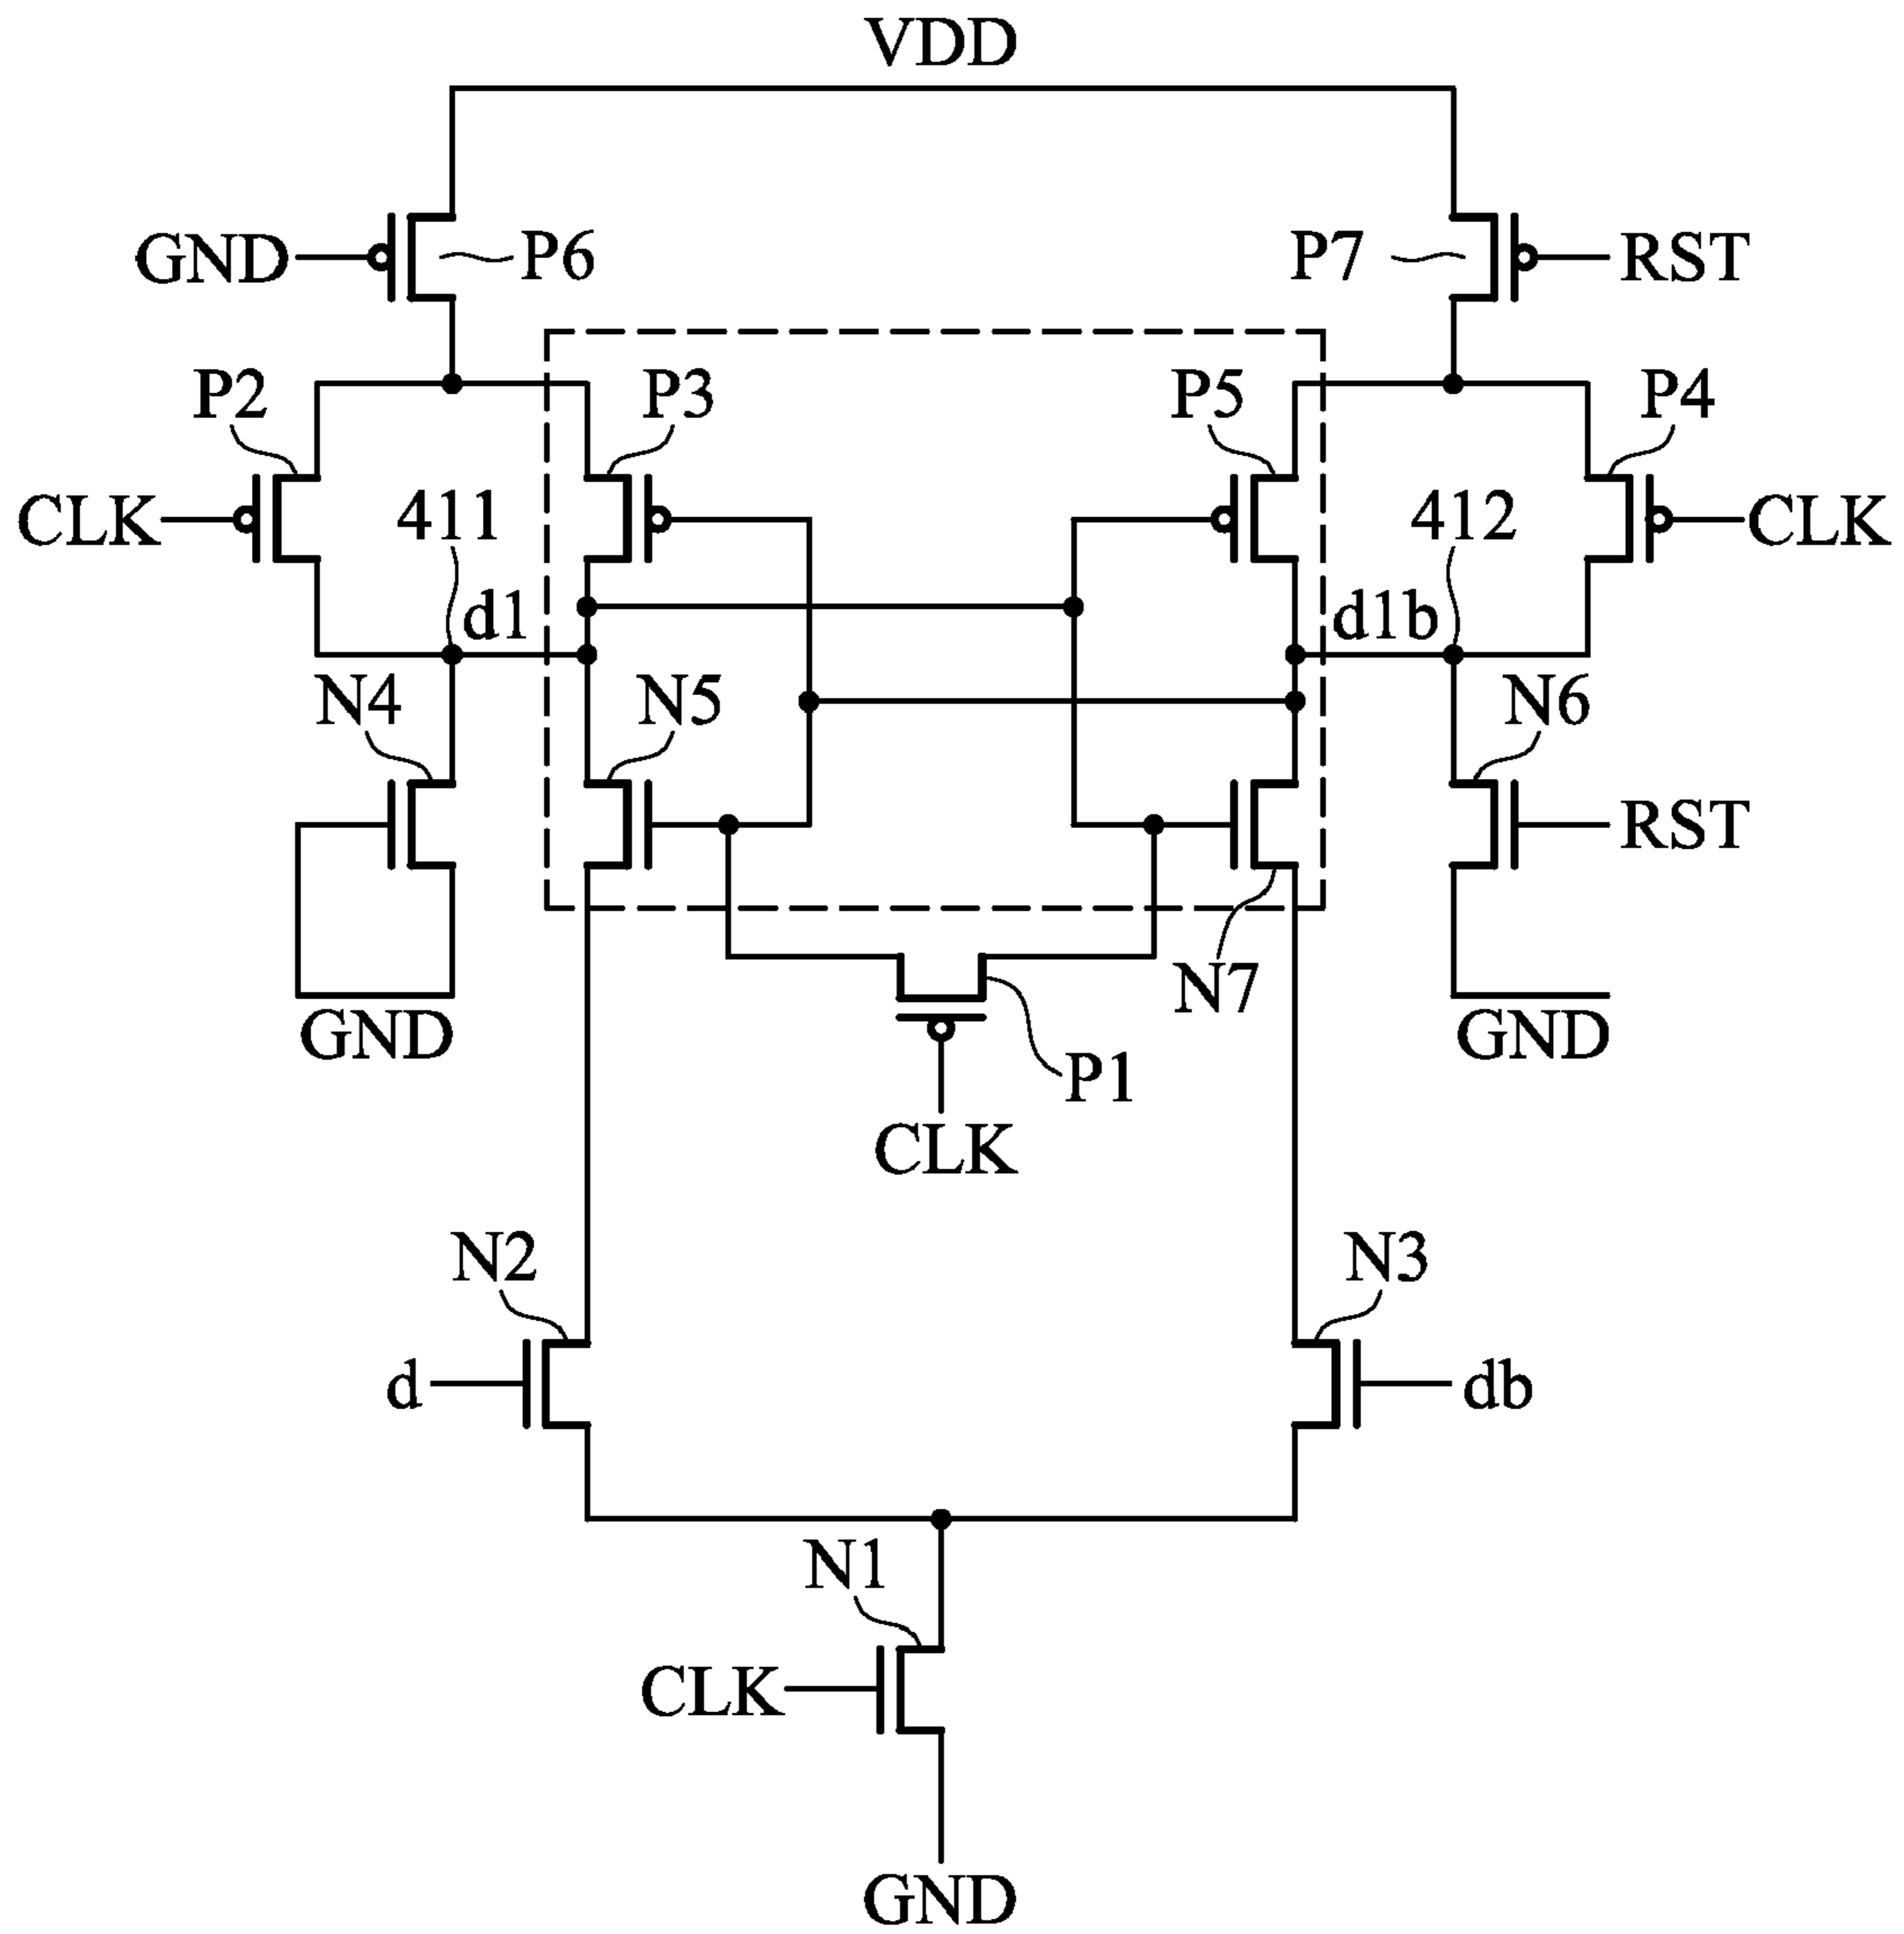 VDD
GND
P6
P7
RST
P2
P3
P5
P4
CLK
411
412
CLK
d1
d1b
N4
N5
N6
RST
GND
N7
GND
P1
CLK
N2
N3
d
db
N1
CLK
GND